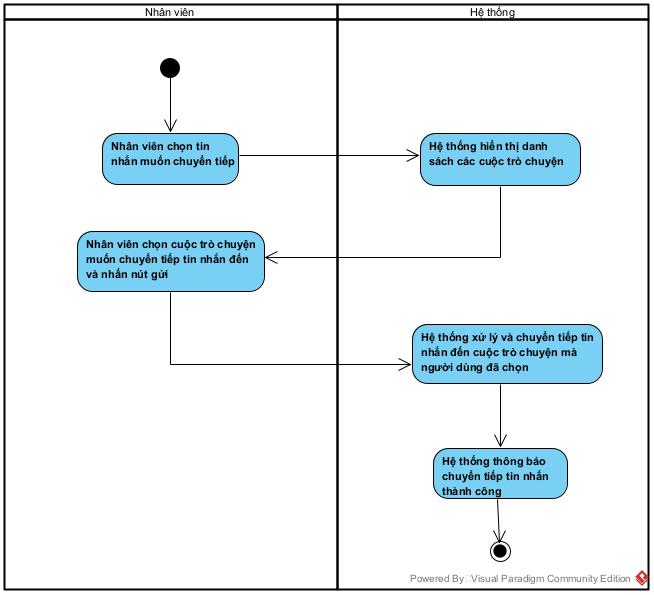 Nhân viên
Hệ thống
Nhân viên chọn tin
nhắn muốn chuyển tiếp
Hệ thống hiển thị danh
sách các cuộc trò chuyện
Nhân viên chọn cuộc trò chuyện
muốn chuyển tiếp tin nhắn đến
và nhấn nút gửi
Hệ thống xử lý và chuyển tiếp tin
nhắn đến cuộc trò chuyện mà
người dùng đã chọn
Hệ thống thông báo
chuyển tiếp tin nhắn
thành công
Powered By Visual Paradigm Community Edition